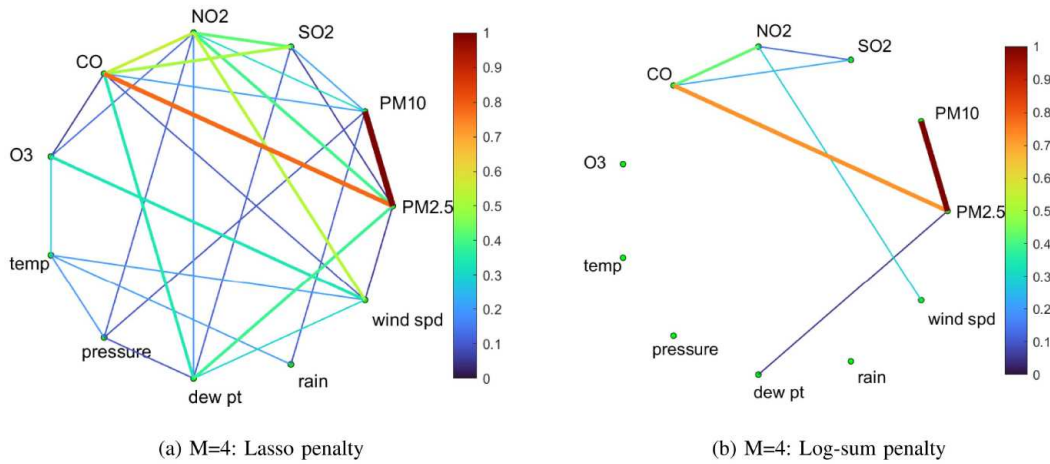 NO2
SO2
CO
PM10
O3
PM2.5
temp
wind spd
pressure
rain
dew pt
1
0.9
0.8
0.7
0.6
0.5
0.4
0.3
0.2
0.1
0
(a) M=4: Lasso penalty
NO2
SO2
CO
PM10
O3
PM2.5
temp
wind spd
pressure
rain
dew pt
1
0.9
0.8
0.7
0.6
0.5
0.4
0.3
0.2
0.1
0
(b) M=4: Log-sum penalty